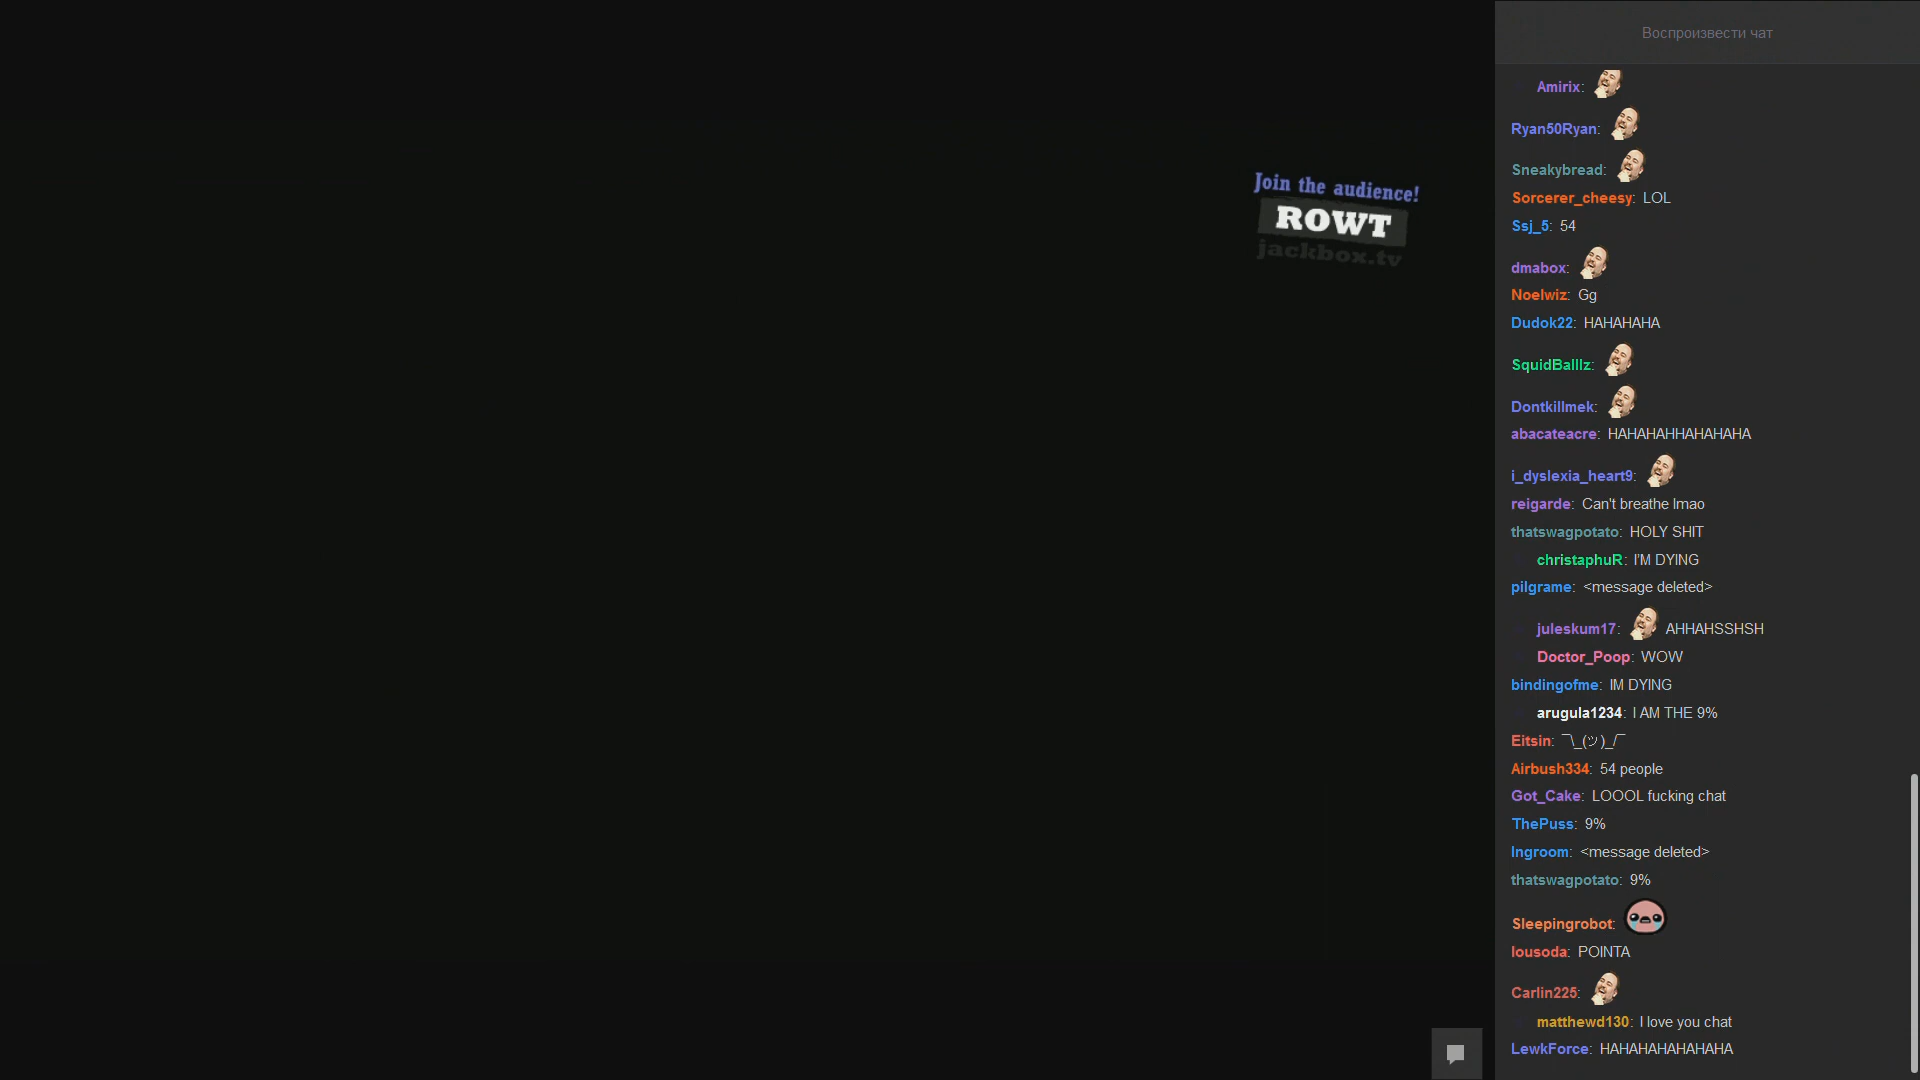 Воспроизвести чат
Join the audience!
ROWT
jackbox.tv
Amirix:
Ryan50Ryan:
Sneakybread:
Sorcerer_cheesy: LOL
Ssj_5: 54
dmabox:
Noelwiz: Gg
Dudok22: HAHAHAHA
SquidBalllz:
Dontkillmek:
abacateacre: HAHAHAHHAHAHAHA
i_dyslexia_heart9:
reigarde: Can't breathe lmao
thatswagpotato: HOLY SHIT
christaphuR: I'M DYING
pilgrame: <message deleted>
juleskum17: AHHAHSSHSH
Doctor_Poop: WOW
bindingofme: IM DYING
arugula1234: I AM THE 9%
Eitsin: ¯\_(ツ)_/¯
Airbush334: 54 people
Got_Cake: LOOOL fucking chat
ThePuss: 9%
Ingroom: <message deleted>
thatswagpotato: 9%
Sleepingrobot:
lousoda: POINTA
Carlin225:
matthewd130: I love you chat
LewkForce: HAHAHAHAHAHAHA